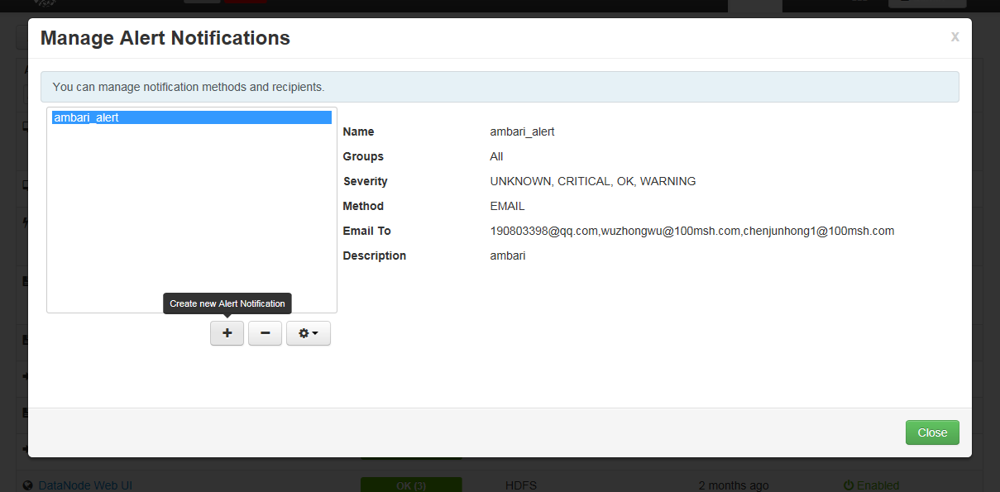 Manage Alert Notifications
x
You can manage notification methods and recipients.
ambari_alert
Name ambari_alert
Groups All
Severity UNKNOWN, CRITICAL, OK, WARNING
Method EMAIL
Email To 190803398@qq.com,wuzhongwu@100msh.com,chenjunhong1@100msh.com
Description ambari
Create new Alert Notification
Close
DataNode Web UI OK (3) HDFS 2 months ago Enabled